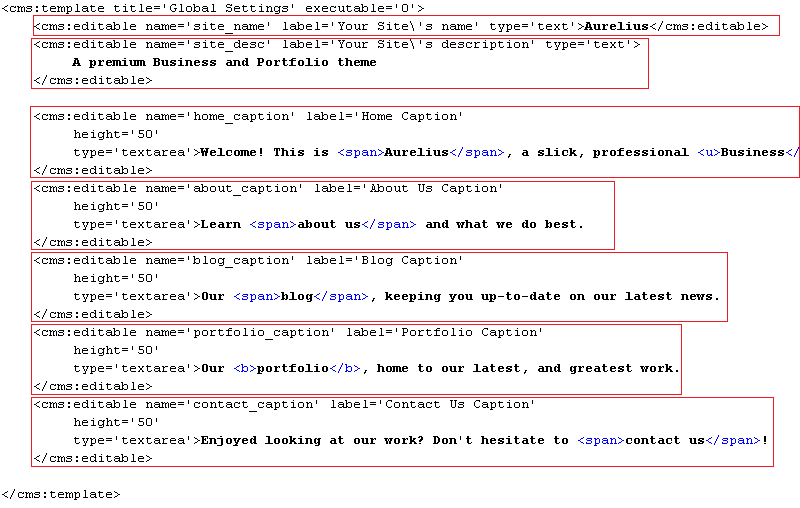 <cms:template title='Global Settings' executable='0'>
<cms:editable name='site_name' label='Your Site\'s name' type='text'>Aurelius</cms:editable>
<cms:editable name='site_desc' label='Your Site\'s description' type='text'>
A premium Business and Portfolio theme
</cms:editable>
<cms:editable name='home_caption' label='Home Caption'
height='50'
type='textarea'>Welcome! This is <span>Aurelius</span>, a slick, professional <u>Business</
</cms:editable>
<cms:editable name='about_caption' label='About Us Caption'
height='50'
type='textarea'>Learn <span>about us</span> and what we do best.
</cms:editable>
<cms:editable name='blog_caption' label='Blog Caption'
height='50'
type='textarea'>Our <span>blog</span>, keeping you up-to-date on our latest news.
</cms:editable>
<cms:editable name='portfolio_caption' label='Portfolio Caption'
height='50'
type='textarea'>Our <b>portfolio</b>, home to our latest, and greatest work.
</cms:editable>
<cms:editable name='contact_caption' label='Contact Us Caption'
height='50'
type='textarea'>Enjoyed looking at our work? Don't hesitate to <span>contact us</span>!
</cms:editable>
</cms:template>